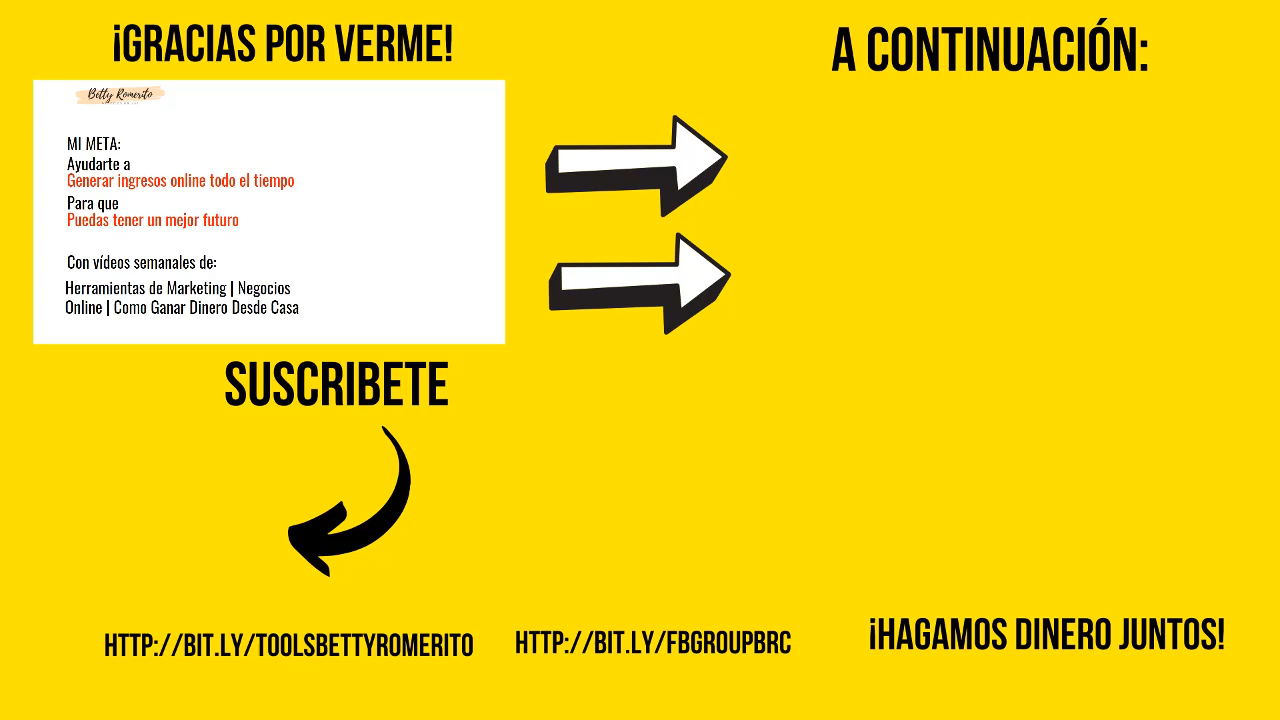 ¡GRACIAS POR VERME!
A CONTINUACIÓN:
Betty Romerito
MI META:
Ayudarte a
Generar ingresos online todo el tiempo
Para que
Puedas tener un mejor futuro
Con vídeos semanales de:
Herramientas de Marketing | Negocios
Online | Como Ganar Dinero Desde Casa
SUSCRIBETE
HTTP://BIT.LY/TOOLSBETTYROMERITO
HTTP://BIT.LY/FBGROUPBRC
¡HAGAMOS DINERO JUNTOS!